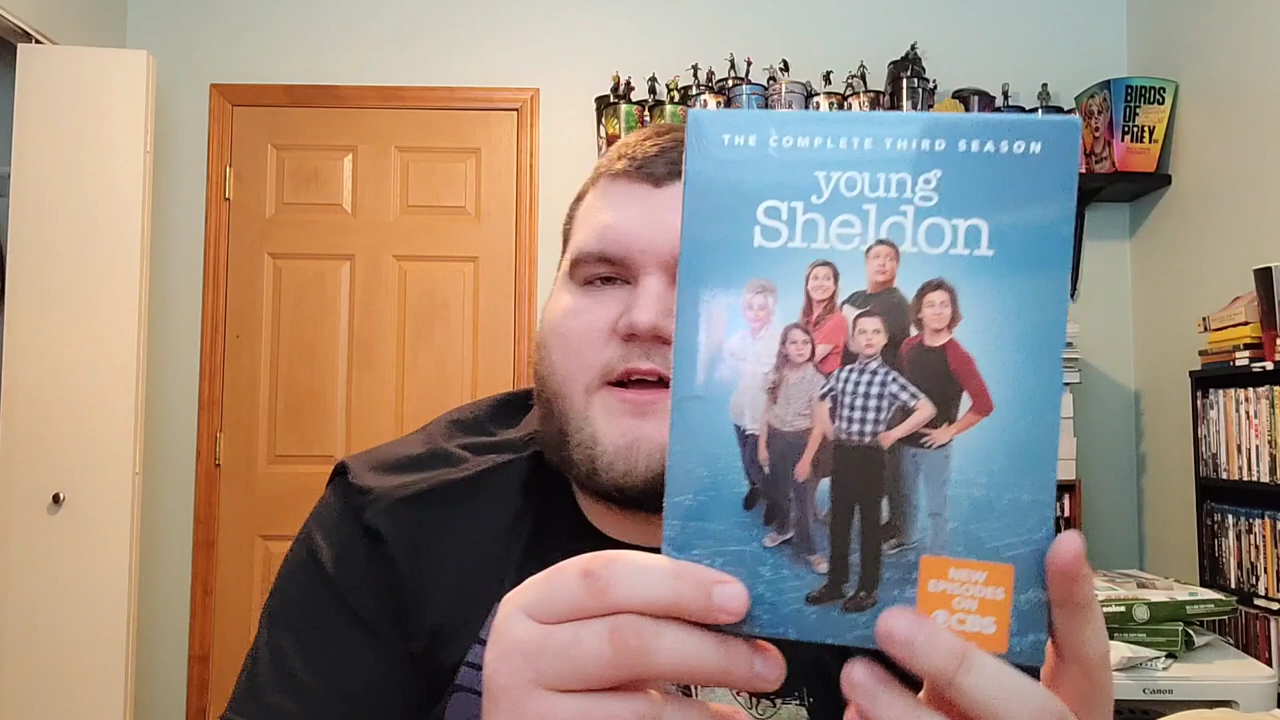 BIRDS
OF
PREY
THE COMPLETE THIRD SEASON
young
Sheldon
NEW
EPISODES
ON
CBS
Canon